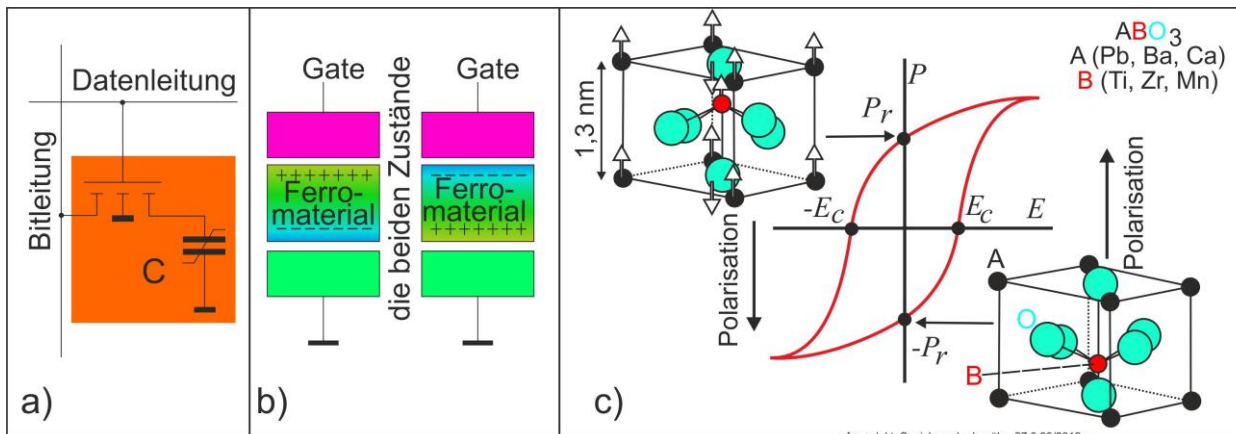 Datenleitung
Bitleitung
C
a)
Gate
Gate
die beiden Zustände
+++++++
Ferro-
material
– – – – – – –
– – – – – – –
Ferro-
material
+++++++
b)
1,3 nm
Polarisation
P
Pr
-Ec
Ec
E
-Pr
ABO3
A (Pb, Ba, Ca)
B (Ti, Zr, Mn)
Polarisation
A
O
B
c)